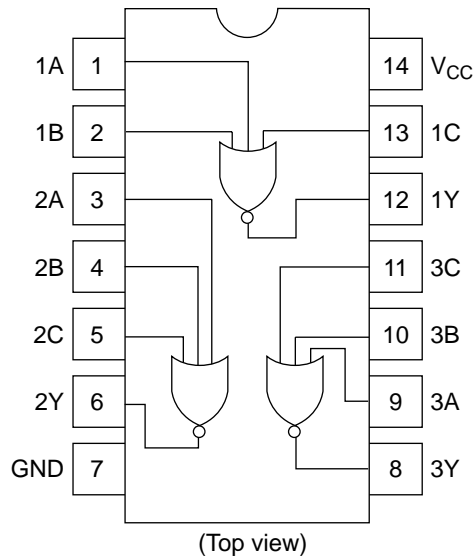 1A 1 14 VCC
1B 2 13 1C
2A 3 12 1Y
2B 4 11 3C
2C 5 10 3B
2Y 6 9 3A
GND 7 8 3Y
(Top view)